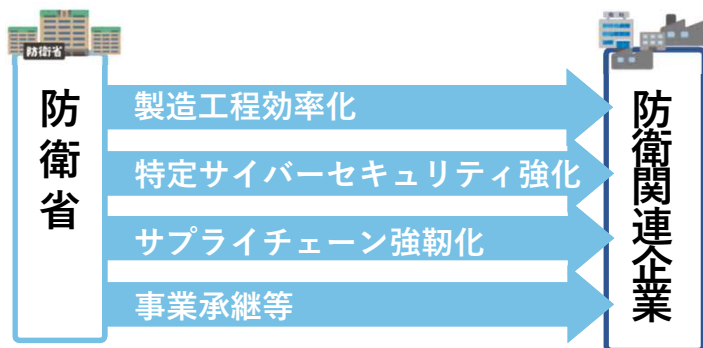 防衛省
防衛省
製造工程効率化
特定サイバーセキュリティ強化
サプライチェーン強靭化
事業承継等
防衛関連企業